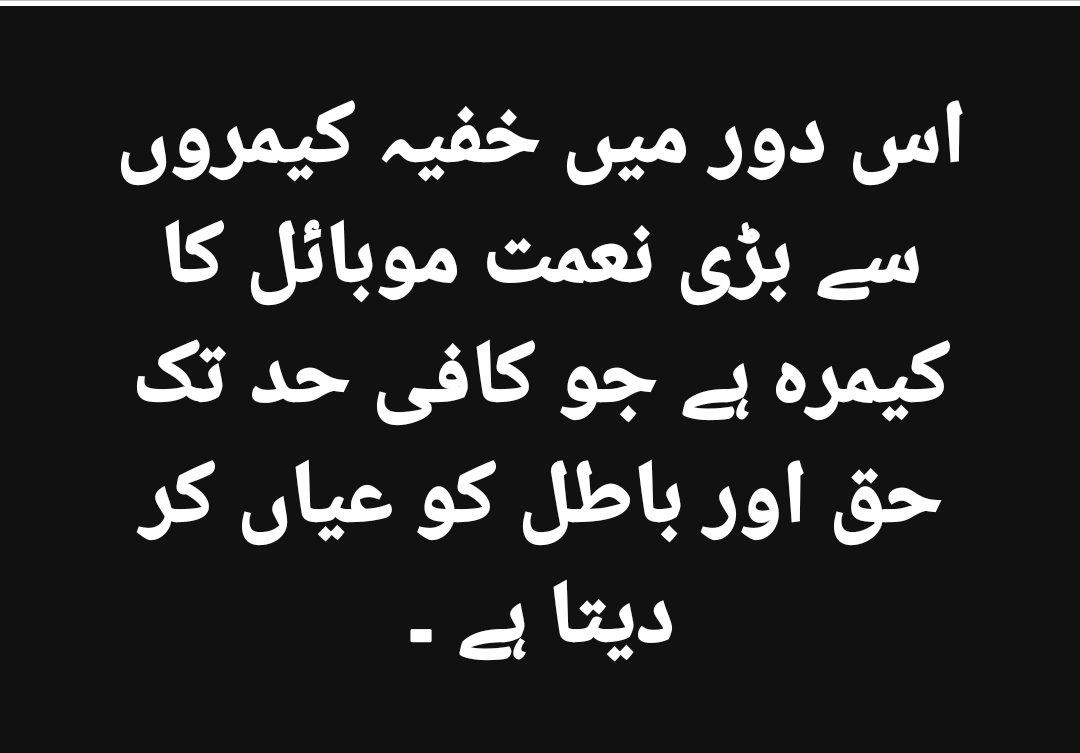 اس دور میں خفیہ کیمروں
سے بڑی نعمت موبائل کا
کیمرہ ہے جو کافی حد تک
حق اور باطل کو عیاں کر
دیتا ہے ۔